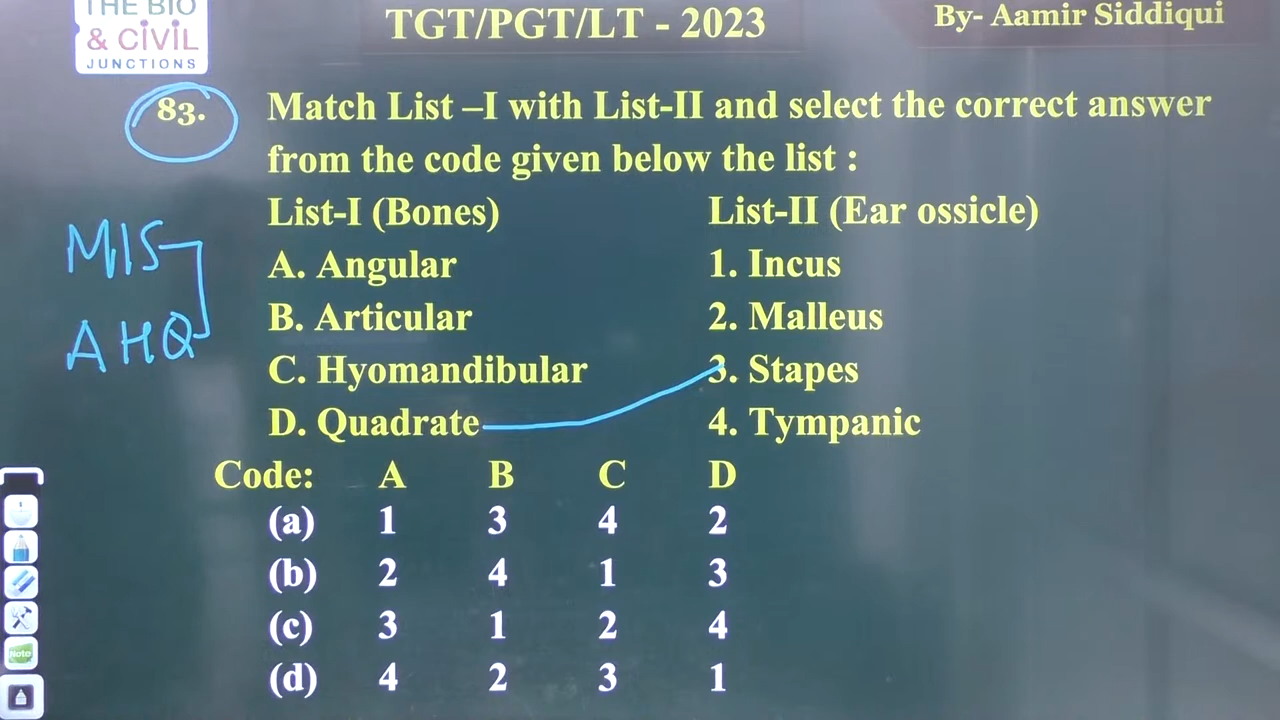 THE BIO
& CIVIL
JUNCTIONS
TGT/PGT/LT - 2023
By- Aamir Siddiqui
83. Match List –I with List-II and select the correct answer
from the code given below the list :
List-I (Bones) List-II (Ear ossicle)
MIS
A. Angular 1. Incus
B. Articular 2. Malleus
AHQ
C. Hyomandibular 3. Stapes
D. Quadrate 4. Tympanic
Code: A B C D
(a) 1 3 4 2
(b) 2 4 1 3
(c) 3 1 2 4
(d) 4 2 3 1
Note